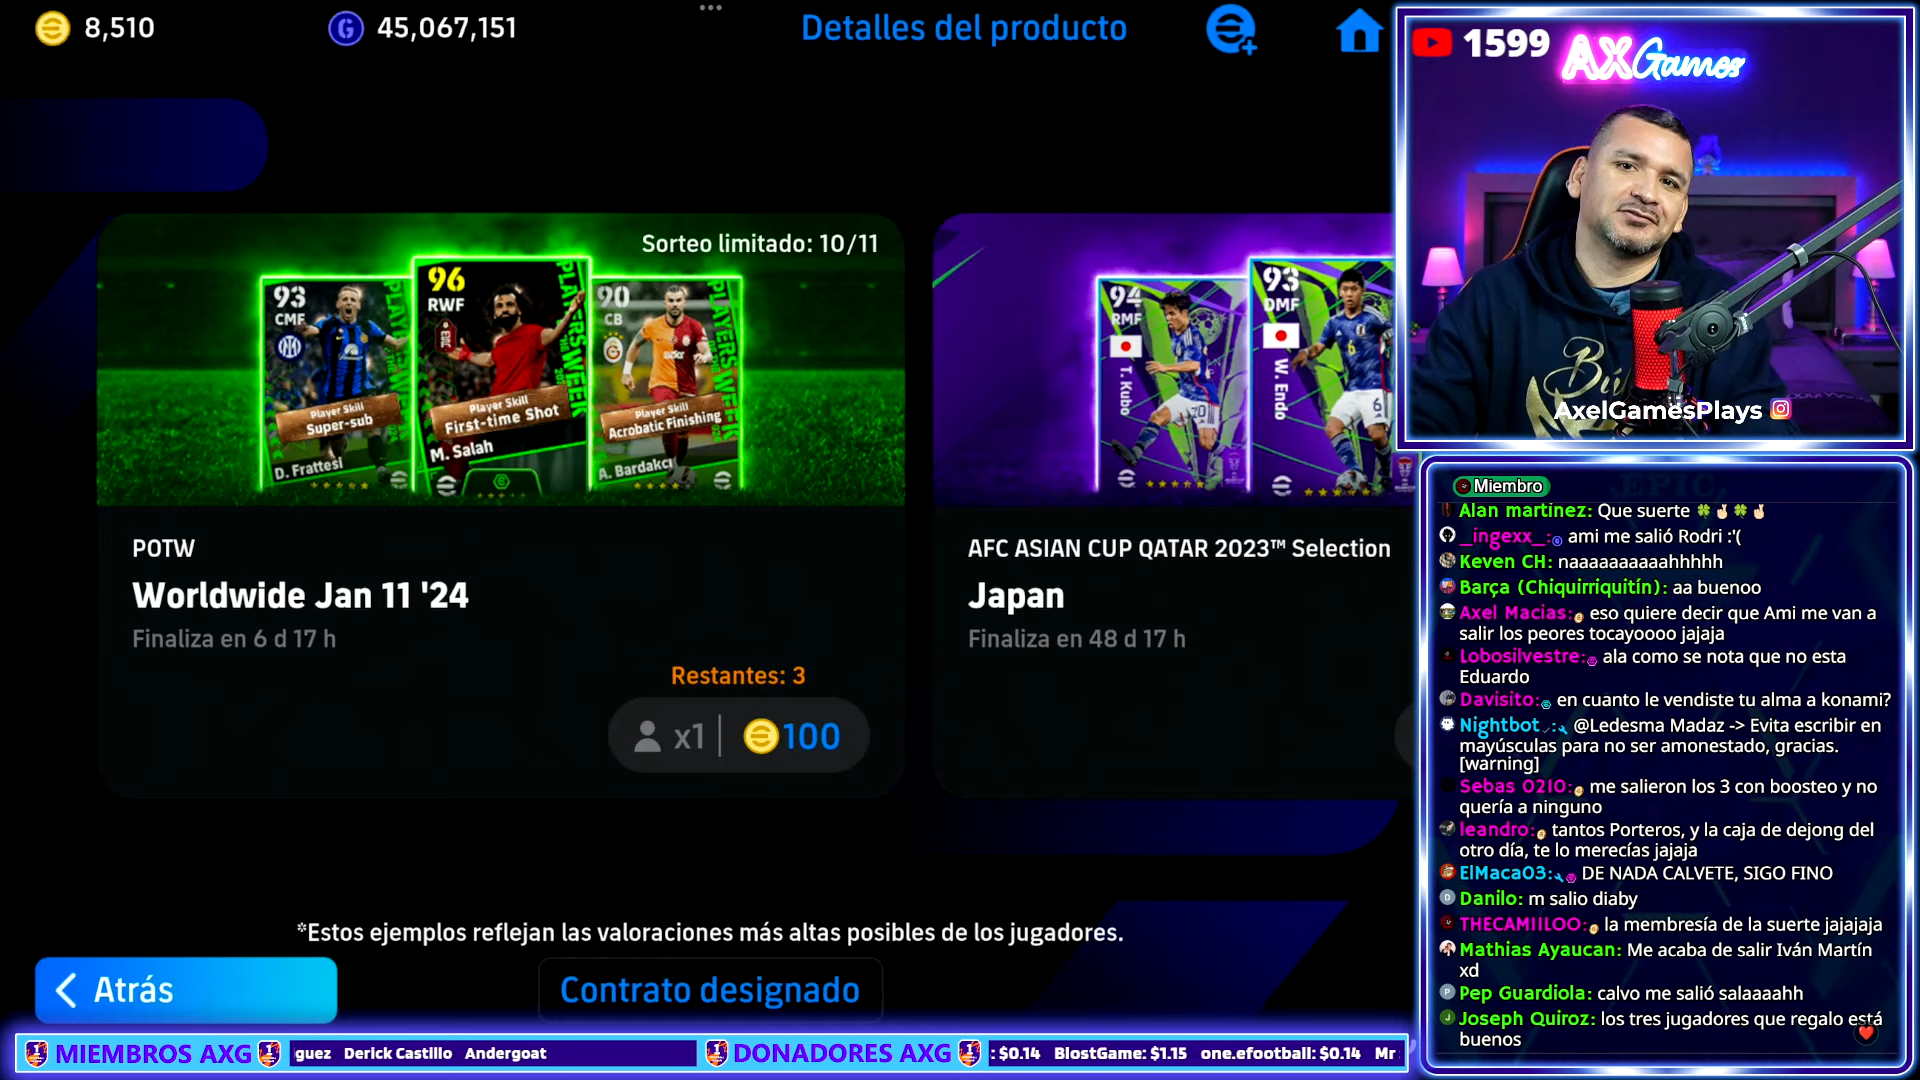 8,510
45,067,151
Detalles del producto
1599
AXGames
Sorteo limitado: 10/11
93
CMF
Player Skill
Super-sub
D. Frattesi
96
RWF
EPIC
PLAYERS
WEEK
Player Skill
First-time Shot
M. Salah
90
CB
PLAYERS
WEEK
Player Skill
Acrobatic Finishing
A. Bardakcı
94
RMF
T. Kubo
93
DMF
W. Endo
POTW
Worldwide Jan 11 '24
Finaliza en 6 d 17 h
Restantes: 3
x1
100
AFC ASIAN CUP QATAR 2023™ Selection
Japan
Finaliza en 48 d 17 h
*Estos ejemplos reflejan las valoraciones más altas posibles de los jugadores.
Atrás
Contrato designado
AxelGamesPlays
Miembro
Alan martinez: Que suerte 🍀🤞🏻🍀🤞🏻
_ingexx_: ami me salió Rodri :'(
Keven CH: naaaaaaaaaahhhhh
Barça (Chiquirriquitín): aa buenoo
Axel Macias: eso quiere decir que Ami me van a
salir los peores tocayoooo jajaja
Lobosilvestre: ala como se nota que no esta
Eduardo
Davisito: en cuanto le vendiste tu alma a konami?
Nightbot: @Ledesma Madaz -> Evita escribir en
mayúsculas para no ser amonestado, gracias.
[warning]
Sebas 0210: me salieron los 3 con boosteo y no
quería a ninguno
leandro: tantos Porteros, y la caja de dejong del
otro día, te lo merecías jajaja
ElMaca03: DE NADA CALVETE, SIGO FINO
Danilo: m salio diaby
THECAMIILOO: la membresía de la suerte jajajaja
Mathias Ayaucan: Me acaba de salir Iván Martín
xd
Pep Guardiola: calvo me salió salaaaahh
Joseph Quiroz: los tres jugadores que regalo está
buenos
MIEMBROS AXG
guez Derick Castillo Andergoat
DONADORES AXG
: $0.14 BlostGame: $1.15 one.efootball: $0.14 Mr